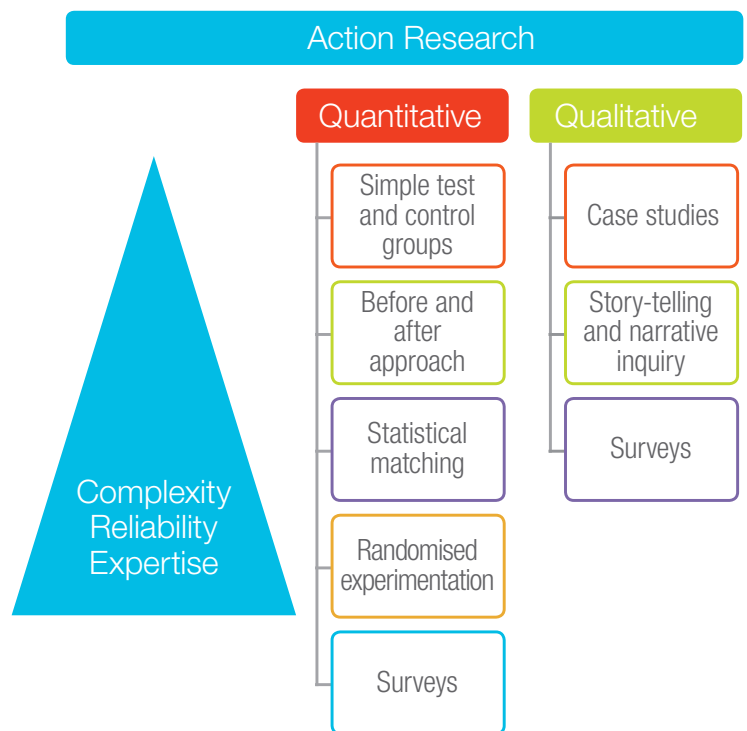 Action Research
Quantitative
Simple test
and control
groups
Before and
after
approach
Statistical
matching
Randomised
experimentation
Surveys
Qualitative
Case studies
Story-telling
and narrative
inquiry
Surveys
Complexity
Reliability
Expertise